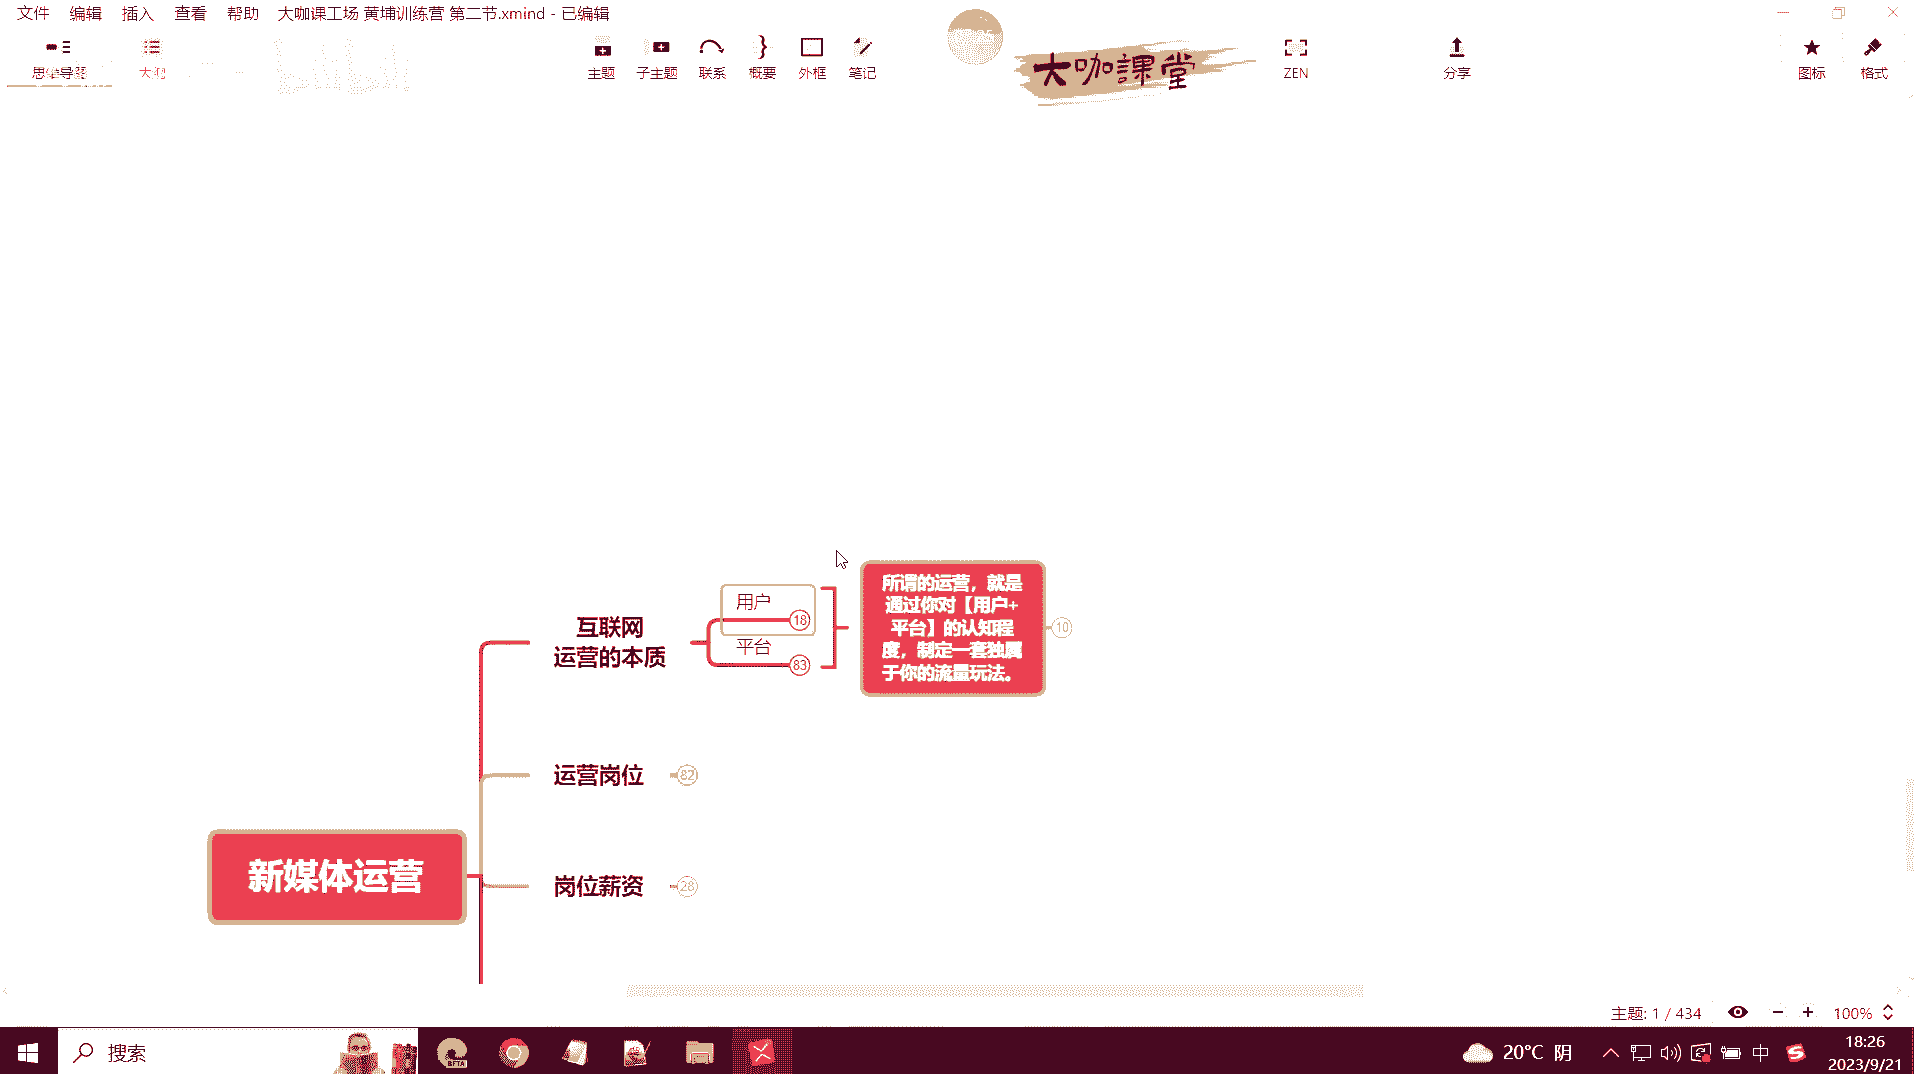 文件 编辑 插入 查看 帮助 大咖课工场 黄埔训练营 第二节.xmind - 已编辑
主题 子主题 联系 概要 外框 笔记 ZEN 分享 图标 格式
大咖課堂
用户
18
平台
83
互联网
运营的本质
所谓的运营，就是
通过你对【用户+
平台】的认知程
度，制定一套独属
于你的流量玩法。
10
运营岗位
82
新媒体运营
岗位薪资
28
主题: 1 / 434
100%
搜索
BETA
20°C 阴
中
18:26
2023/9/21